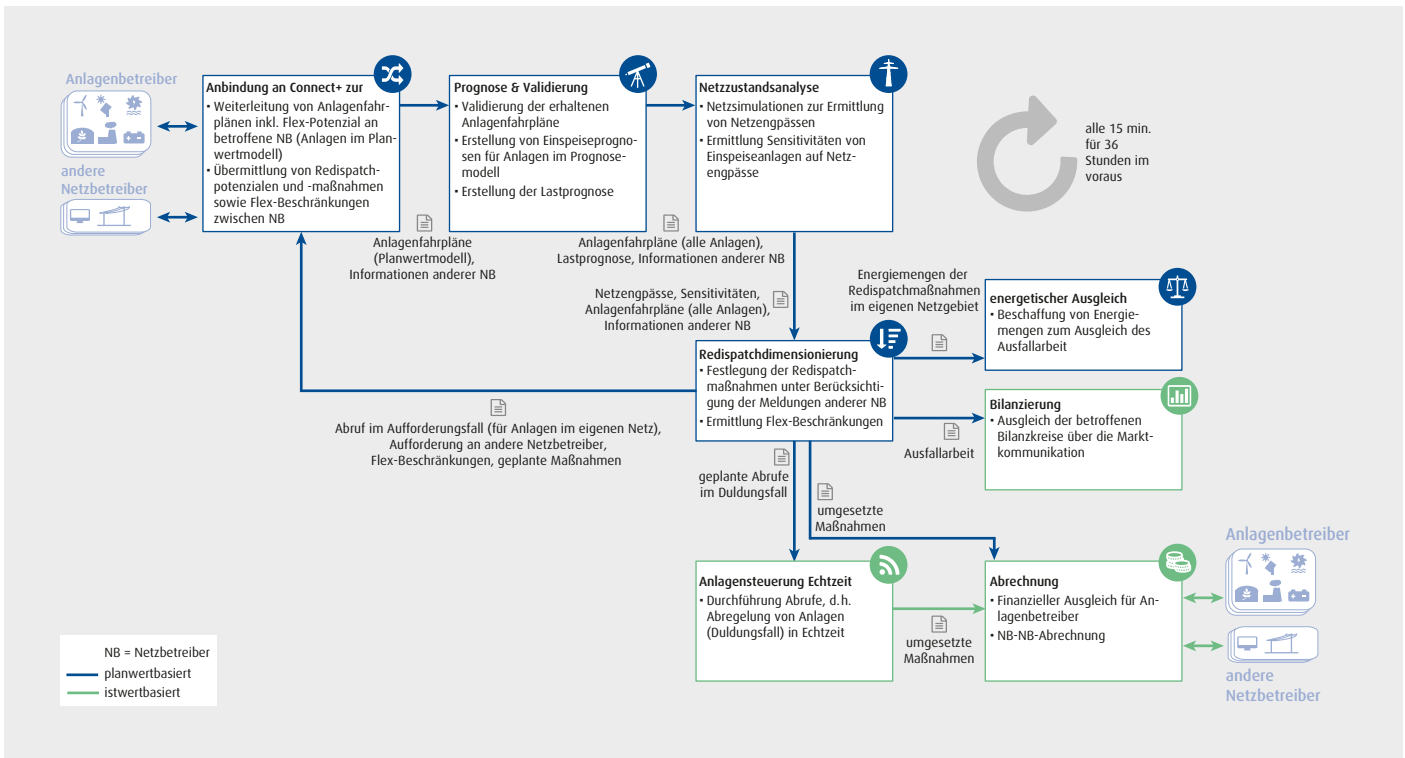 Anlagenbetreiber
andere
Netzbetreiber
Anbindung an Connect+ zur
• Weiterleitung von Anlagenfahr-
plänen inkl. Flex-Potenzial an
betroffene NB (Anlagen im Plan-
wertmodell)
• Übermittlung von Redispatch-
potenzialen und -maßnahmen
sowie Flex-Beschränkungen
zwischen NB
Prognose & Validierung
• Validierung der erhaltenen
Anlagenfahrpläne
• Erstellung von Einspeiseprogno-
sen für Anlagen im Prognose-
modell
• Erstellung der Lastprognose
Netzzustandsanalyse
• Netzsimulationen zur Ermittlung
von Netzengpässen
• Ermittlung Sensitivitäten von
Einspeiseanlagen auf Netz-
engpässe
alle 15 min.
für 36
Stunden im
voraus
Anlagenfahrpläne
(Planwertmodell),
Informationen anderer NB
Anlagenfahrpläne (alle Anlagen),
Lastprognose, Informationen anderer NB
Netzengpässe, Sensitivitäten,
Anlagenfahrpläne (alle Anlagen),
Informationen anderer NB
Energiemengen der
Redispatchmaßnahmen
im eigenen Netzgebiet
energetischer Ausgleich
• Beschaffung von Energie-
mengen zum Ausgleich des
Ausfallarbeit
Redispatchdimensionierung
• Festlegung der Redispatch-
maßnahmen unter Berücksichti-
gung der Meldungen anderer NB
• Ermittlung Flex-Beschränkungen
Bilanzierung
• Ausgleich der betroffenen
Bilanzkreise über die Markt-
kommunikation
Abruf im Aufforderungsfall (für Anlagen im eigenen Netz),
Aufforderung an andere Netzbetreiber,
Flex-Beschränkungen, geplante Maßnahmen
Ausfallarbeit
geplante Abrufe
im Duldungsfall
umgesetzte
Maßnahmen
Anlagensteuerung Echtzeit
• Durchführung Abrufe, d. h.
Abregelung von Anlagen
(Duldungsfall) in Echtzeit
umgesetzte
Maßnahmen
Abrechnung
• Finanzieller Ausgleich für An-
lagenbetreiber
• NB-NB-Abrechnung
Anlagenbetreiber
andere
Netzbetreiber
NB = Netzbetreiber
planwertbasiert
istwertbasiert